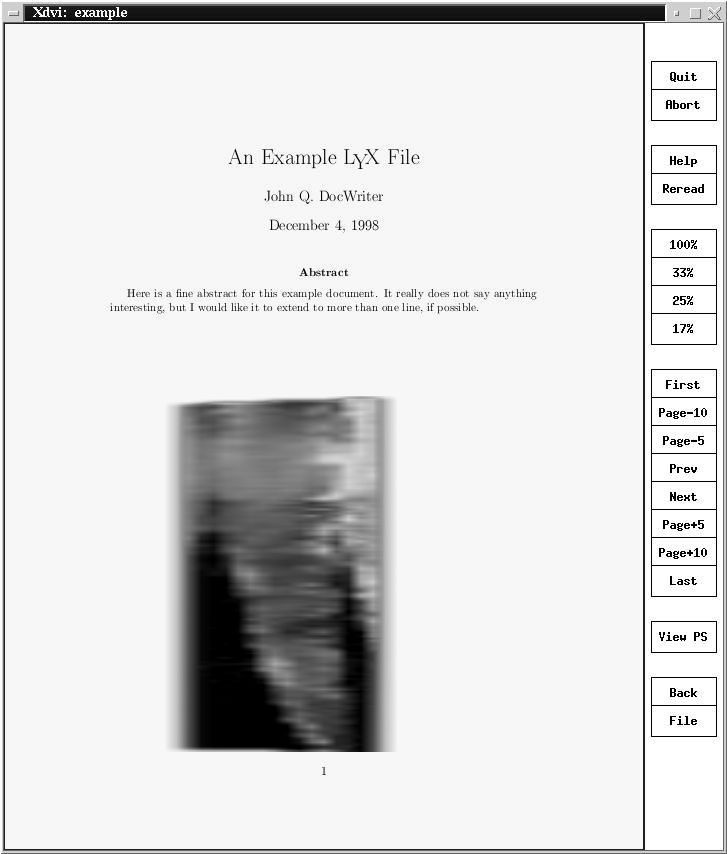 Xdvi: example
An Example LYX File
John Q. DocWriter
December 4, 1998
Abstract
Here is a fine abstract for this example document. It really does not say anything
interesting, but I would like it to extend to more than one line, if possible.
1
Quit
Abort
Help
Reread
100%
33%
25%
17%
First
Page-10
Page-5
Prev
Next
Page+5
Page+10
Last
View PS
Back
File